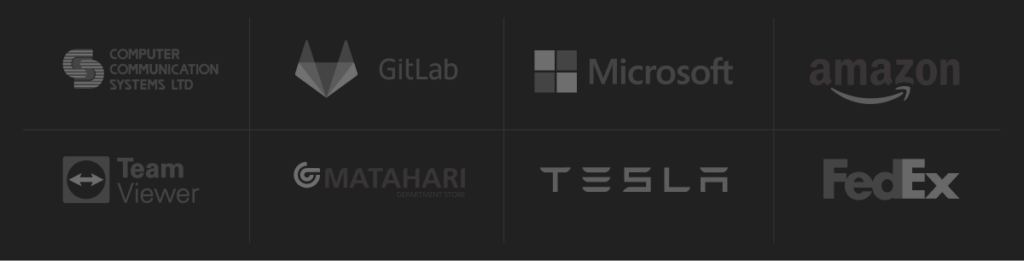 COMPUTER
COMMUNICATION
SYSTEMS LTD
GitLab
Microsoft
amazon
Team
Viewer
MATAHARI
DEPARTMENT STORE
TESLA
FedEx